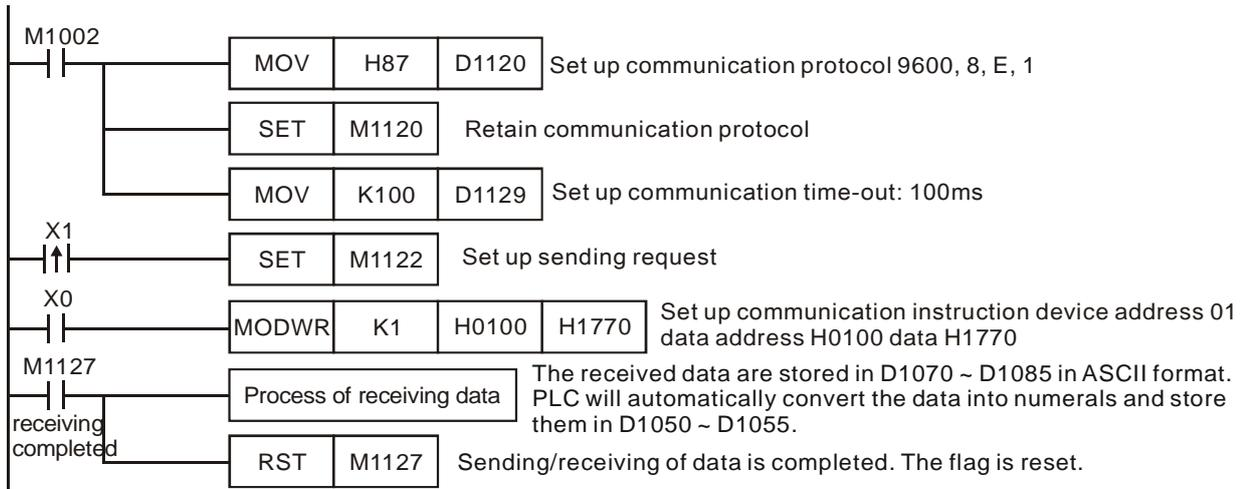 M1002
MOV H87 D1120 Set up communication protocol 9600, 8, E, 1
SET M1120 Retain communication protocol
MOV K100 D1129 Set up communication time-out: 100ms
X1
SET M1122 Set up sending request
X0
MODWR K1 H0100 H1770 Set up communication instruction device address 01
data address H0100 data H1770
M1127
receiving
completed
Process of receiving data
The received data are stored in D1070 ~ D1085 in ASCII format.
PLC will automatically convert the data into numerals and store
them in D1050 ~ D1055.
RST M1127 Sending/receiving of data is completed. The flag is reset.